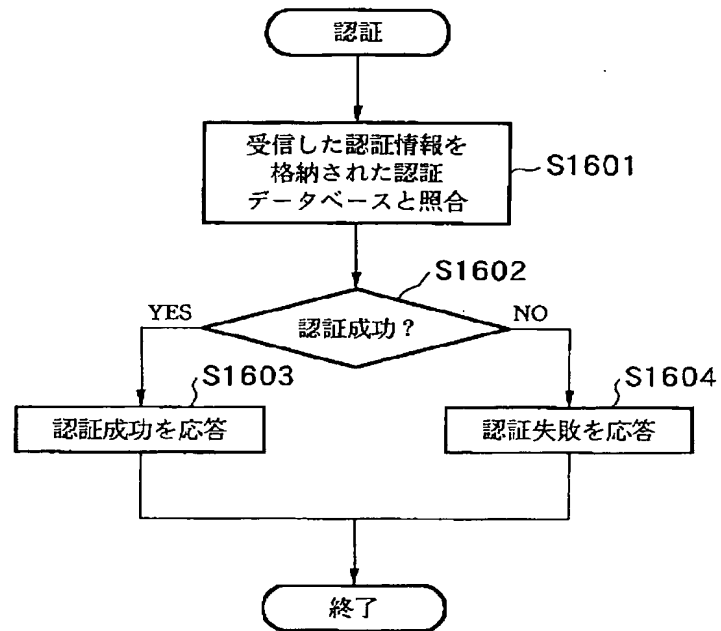 認証
受信した認証情報を
格納された認証
データベースと照合
S1601
S1602
YES
認証成功？
NO
S1603
S1604
認証成功を応答
認証失敗を応答
終了